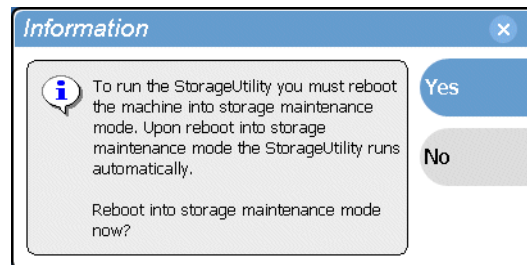 Information
To run the StorageUtility you must reboot
the machine into storage maintenance
mode. Upon reboot into storage
maintenance mode the StorageUtility runs
automatically.
Reboot into storage maintenance mode
now?
Yes
No